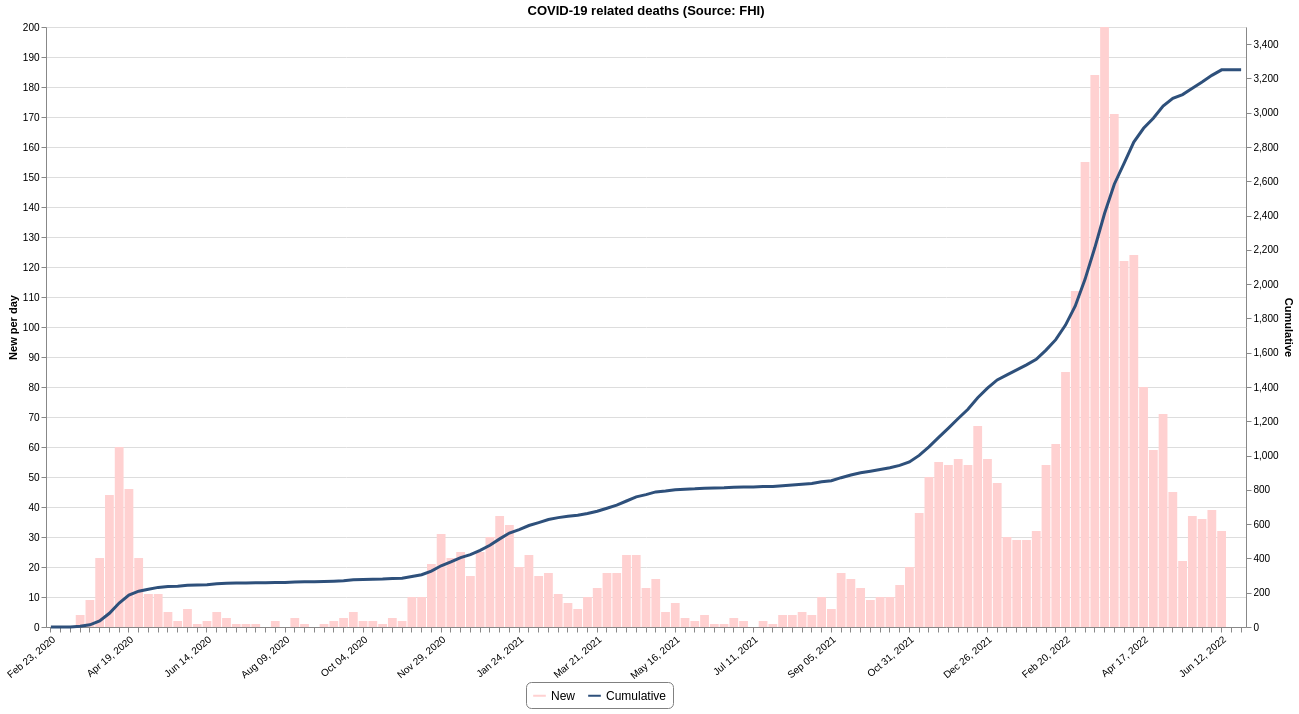 COVID-19 related deaths (Source: FHI)
200
190
180
170
160
150
140
130
120
110
100
90
80
70
60
50
40
30
20
10
0
New per day
3,400
3,200
3,000
2,800
2,600
2,400
2,200
2,000
1,800
1,600
1,400
1,200
1,000
800
600
400
200
0
Cumulative
Feb 23, 2020
Apr 19, 2020
Jun 14, 2020
Aug 09, 2020
Oct 04, 2020
Nov 29, 2020
Jan 24, 2021
Mar 21, 2021
May 16, 2021
Jul 11, 2021
Sep 05, 2021
Oct 31, 2021
Dec 26, 2021
Feb 20, 2022
Apr 17, 2022
Jun 12, 2022
New Cumulative